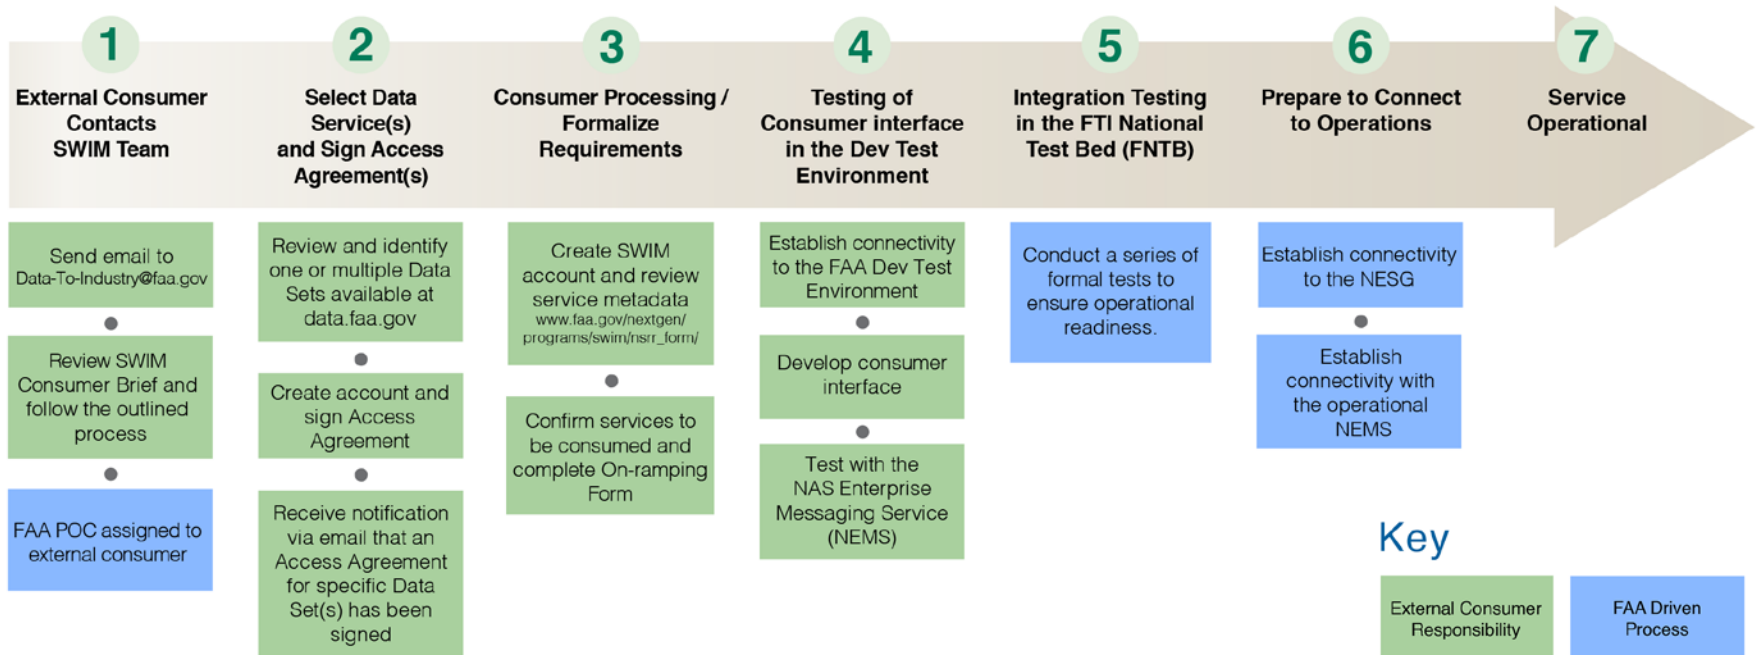 1
External Consumer
Contacts
SWIM Team
Send email to
Data-To-Industry@faa.gov
Review SWIM
Consumer Brief and
follow the outlined
process
FAA POC assigned to
external consumer
2
Select Data
Service(s)
and Sign Access
Agreement(s)
Review and identify
one or multiple Data
Sets available at
data.faa.gov
Create account and
sign Access
Agreement
Receive notification
via email that an
Access Agreement
for specific Data
Set(s) has been
signed
3
Consumer Processing /
Formalize
Requirements
Create SWIM
account and review
service metadata
www.faa.gov/nextgen/
programs/swim/nsrr_form/
Confirm services to
be consumed and
complete On-ramping
Form
4
Testing of
Consumer interface
in the Dev Test
Environment
Establish connectivity
to the FAA Dev Test
Environment
Develop consumer
interface
Test with the
NAS Enterprise
Messaging Service
(NEMS)
5
Integration Testing
in the FTI National
Test Bed (FNTB)
Conduct a series of
formal tests to
ensure operational
readiness.
6
Prepare to Connect
to Operations
Establish connectivity
to the NESG
Establish
connectivity with
the operational
NEMS
7
Service
Operational
Key
External Consumer
Responsibility
FAA Driven
Process